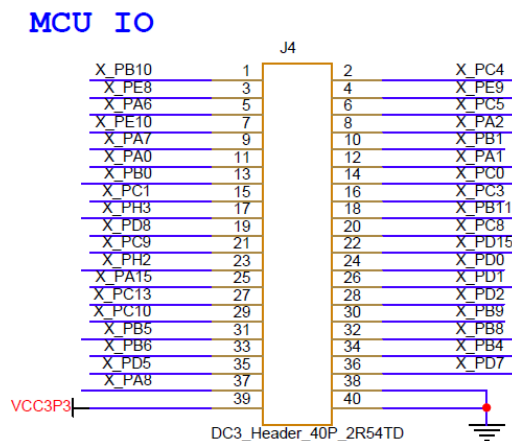 MCU IO
J4
X_PB10 1 2 X_PC4
X_PE8 3 4 X_PE9
X_PA6 5 6 X_PC5
X_PE10 7 8 X_PA2
X_PA7 9 10 X_PB1
X_PA0 11 12 X_PA1
X_PB0 13 14 X_PC0
X_PC1 15 16 X_PC3
X_PH3 17 18 X_PB11
X_PD8 19 20 X_PC8
X_PC9 21 22 X_PD15
X_PH2 23 24 X_PD0
X_PA15 25 26 X_PD1
X_PC13 27 28 X_PD2
X_PC10 29 30 X_PB9
X_PB5 31 32 X_PB8
X_PB6 33 34 X_PB4
X_PD5 35 36 X_PD7
X_PA8 37 38
VCC3P3 39 40
DC3_Header_40P_2R54TD